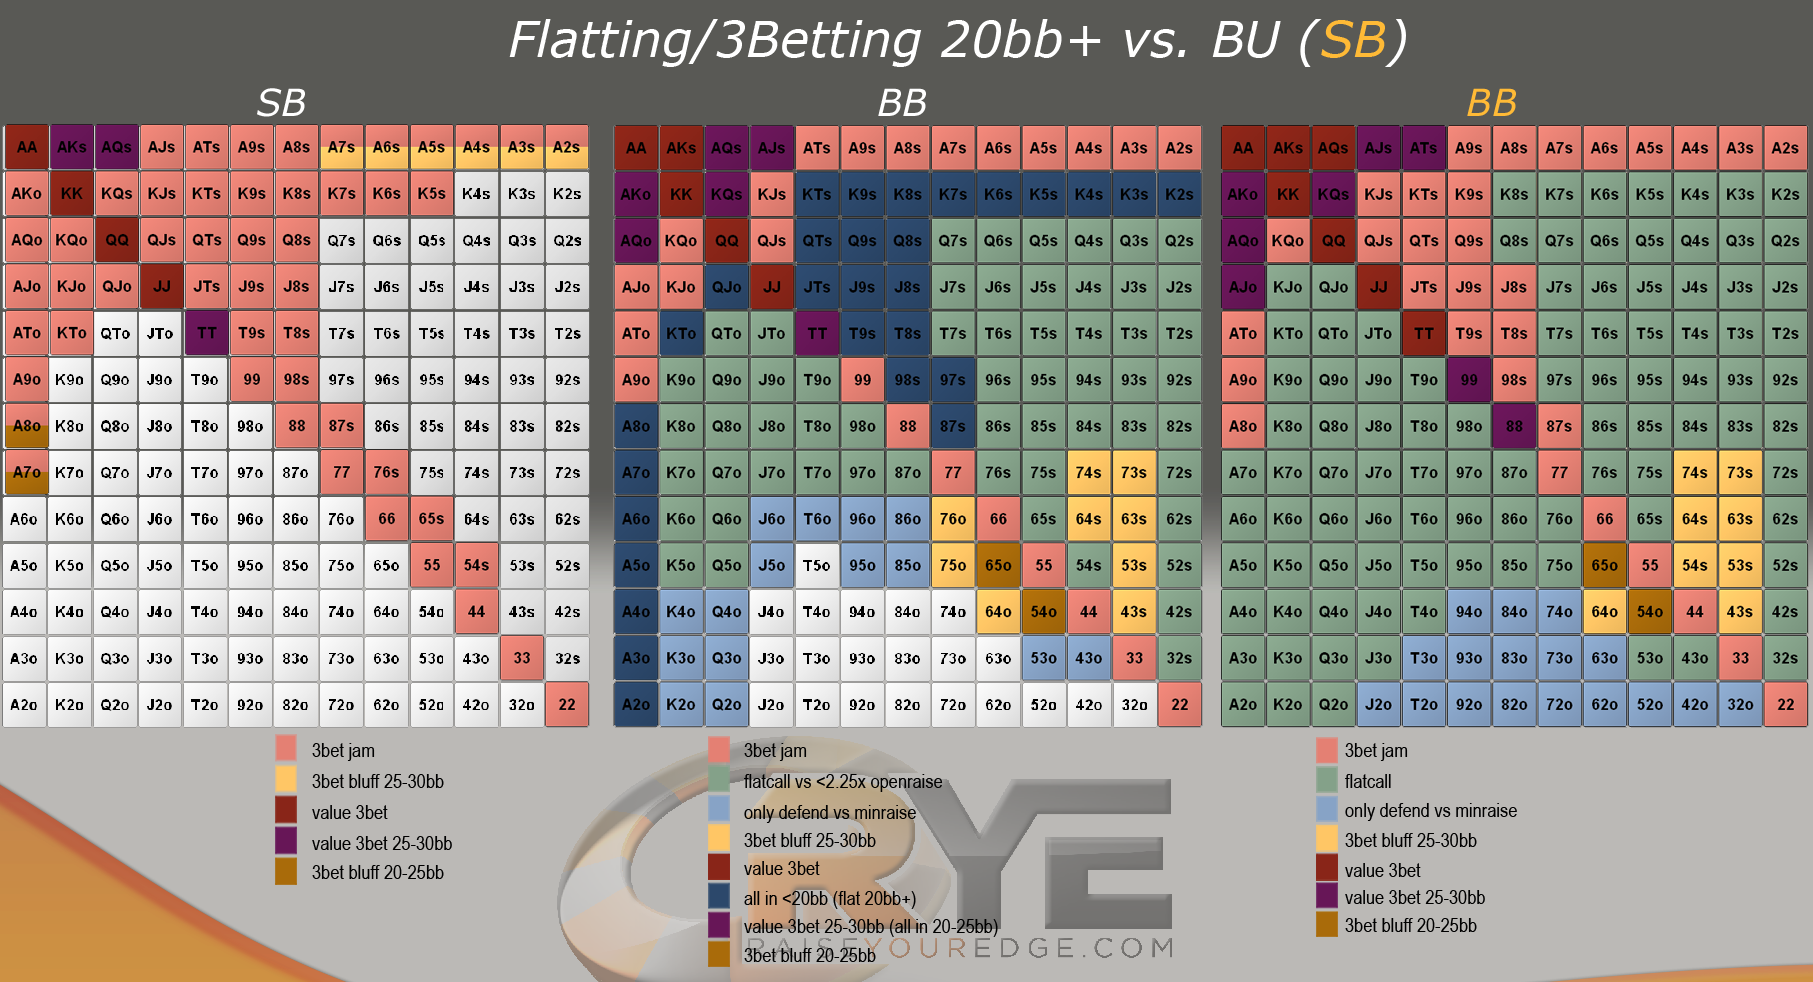 Flatting/3Betting 20bb+ vs. BU (SB)
SB
AA AKs AQs AJs ATs A9s A8s A7s A6s A5s A4s A3s A2s
AKo KK KQs KJs KTs K9s K8s K7s K6s K5s K4s K3s K2s
AQo KQo QQ QJs QTs Q9s Q8s Q7s Q6s Q5s Q4s Q3s Q2s
AJo KJo QJo JJ JTs J9s J8s J7s J6s J5s J4s J3s J2s
ATo KTo QTo JTo TT T9s T8s T7s T6s T5s T4s T3s T2s
A9o K9o Q9o J9o T9o 99 98s 97s 96s 95s 94s 93s 92s
A8o K8o Q8o J8o T8o 98o 88 87s 86s 85s 84s 83s 82s
A7o K7o Q7o J7o T7o 97o 87o 77 76s 75s 74s 73s 72s
A6o K6o Q6o J6o T6o 96o 86o 76o 66 65s 64s 63s 62s
A5o K5o Q5o J5o T5o 95o 85o 75o 65o 55 54s 53s 52s
A4o K4o Q4o J4o T4o 94o 84o 74o 64o 54o 44 43s 42s
A3o K3o Q3o J3o T3o 93o 83o 73o 63o 53o 43o 33 32s
A2o K2o Q2o J2o T2o 92o 82o 72o 62o 52o 42o 32o 22
3bet jam
3bet bluff 25-30bb
value 3bet
value 3bet 25-30bb
3bet bluff 20-25bb
BB
AA AKs AQs AJs ATs A9s A8s A7s A6s A5s A4s A3s A2s
AKo KK KQs KJs KTs K9s K8s K7s K6s K5s K4s K3s K2s
AQo KQo QQ QJs QTs Q9s Q8s Q7s Q6s Q5s Q4s Q3s Q2s
AJo KJo QJo JJ JTs J9s J8s J7s J6s J5s J4s J3s J2s
ATo KTo QTo JTo TT T9s T8s T7s T6s T5s T4s T3s T2s
A9o K9o Q9o J9o T9o 99 98s 97s 96s 95s 94s 93s 92s
A8o K8o Q8o J8o T8o 98o 88 87s 86s 85s 84s 83s 82s
A7o K7o Q7o J7o T7o 97o 87o 77 76s 75s 74s 73s 72s
A6o K6o Q6o J6o T6o 96o 86o 76o 66 65s 64s 63s 62s
A5o K5o Q5o J5o T5o 95o 85o 75o 65o 55 54s 53s 52s
A4o K4o Q4o J4o T4o 94o 84o 74o 64o 54o 44 43s 42s
A3o K3o Q3o J3o T3o 93o 83o 73o 63o 53o 43o 33 32s
A2o K2o Q2o J2o T2o 92o 82o 72o 62o 52o 42o 32o 22
3bet jam
flatcall vs <2.25x openraise
only defend vs minraise
3bet bluff 25-30bb
value 3bet
all in <20bb (flat 20bb+)
value 3bet 25-30bb (all in 20-25bb)
3bet bluff 20-25bb
RYE
RAISEYOUREDGE.COM
BB
AA AKs AQs AJs ATs A9s A8s A7s A6s A5s A4s A3s A2s
AKo KK KQs KJs KTs K9s K8s K7s K6s K5s K4s K3s K2s
AQo KQo QQ QJs QTs Q9s Q8s Q7s Q6s Q5s Q4s Q3s Q2s
AJo KJo QJo JJ JTs J9s J8s J7s J6s J5s J4s J3s J2s
ATo KTo QTo JTo TT T9s T8s T7s T6s T5s T4s T3s T2s
A9o K9o Q9o J9o T9o 99 98s 97s 96s 95s 94s 93s 92s
A8o K8o Q8o J8o T8o 98o 88 87s 86s 85s 84s 83s 82s
A7o K7o Q7o J7o T7o 97o 87o 77 76s 75s 74s 73s 72s
A6o K6o Q6o J6o T6o 96o 86o 76o 66 65s 64s 63s 62s
A5o K5o Q5o J5o T5o 95o 85o 75o 65o 55 54s 53s 52s
A4o K4o Q4o J4o T4o 94o 84o 74o 64o 54o 44 43s 42s
A3o K3o Q3o J3o T3o 93o 83o 73o 63o 53o 43o 33 32s
A2o K2o Q2o J2o T2o 92o 82o 72o 62o 52o 42o 32o 22
3bet jam
flatcall
only defend vs minraise
3bet bluff 25-30bb
value 3bet
value 3bet 25-30bb
3bet bluff 20-25bb